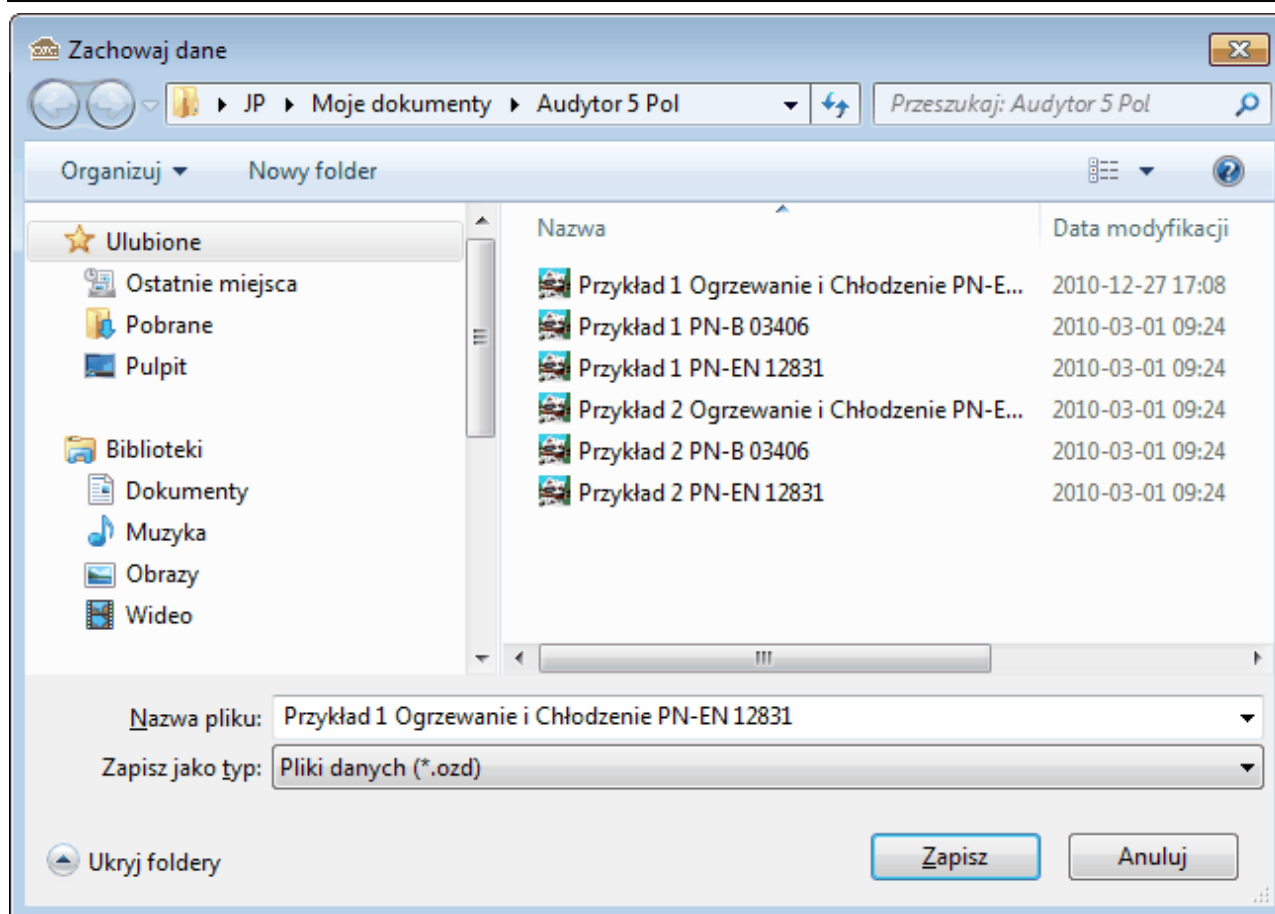 Zachowaj dane
JP Moje dokumenty Audytor 5 Pol Przeszukaj: Audytor 5 Pol
Organizuj Nowy folder
Ulubione
Ostatnie miejsca
Pobrane
Pulpit
Biblioteki
Dokumenty
Muzyka
Obrazy
Wideo
Nazwa Data modyfikacji
Przykład 1 Ogrzewanie i Chłodzenie PN-E... 2010-12-27 17:08
Przykład 1 PN-B 03406 2010-03-01 09:24
Przykład 1 PN-EN 12831 2010-03-01 09:24
Przykład 2 Ogrzewanie i Chłodzenie PN-E... 2010-03-01 09:24
Przykład 2 PN-B 03406 2010-03-01 09:24
Przykład 2 PN-EN 12831 2010-03-01 09:24
Nazwa pliku: Przykład 1 Ogrzewanie i Chłodzenie PN-EN 12831
Zapisz jako typ: Pliki danych (*.ozd)
Ukryj foldery Zapisz Anuluj